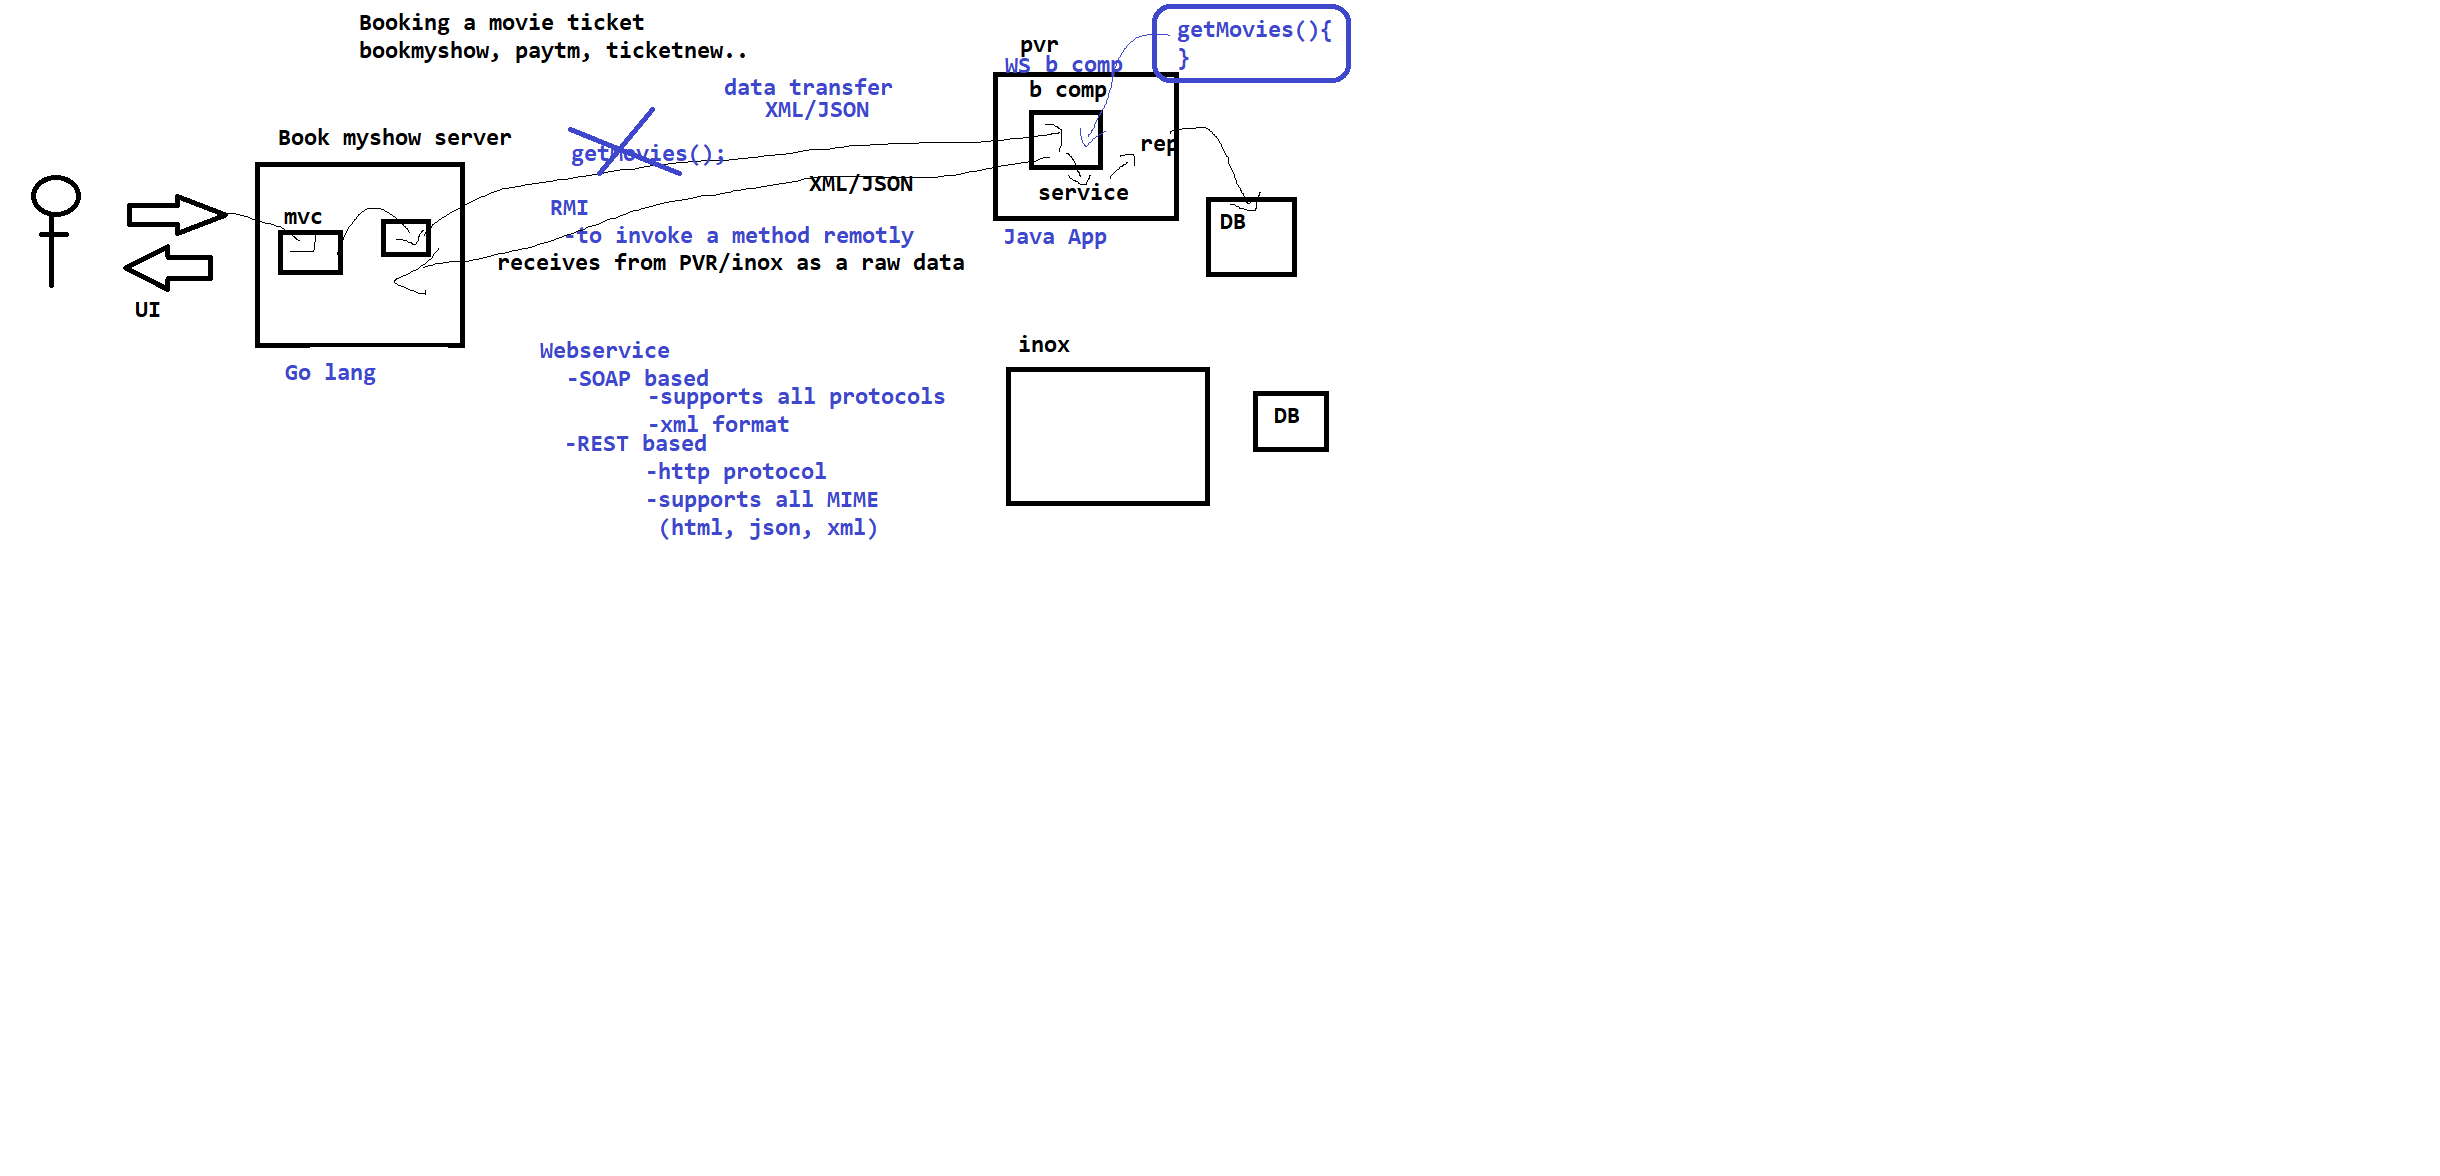 Booking a movie ticket
bookmyshow, paytm, ticketnew..
getMovies(){
}
pvr
WS b comp
b comp
data transfer
XML/JSON
Book myshow server
getMovies();
rep
XML/JSON
service
RMI
mvc
DB
-to invoke a method remotly
Java App
receives from PVR/inox as a raw data
UI
inox
Webservice
Go lang
-SOAP based
-supports all protocols
DB
-xml format
-REST based
-http protocol
-supports all MIME
(html, json, xml)